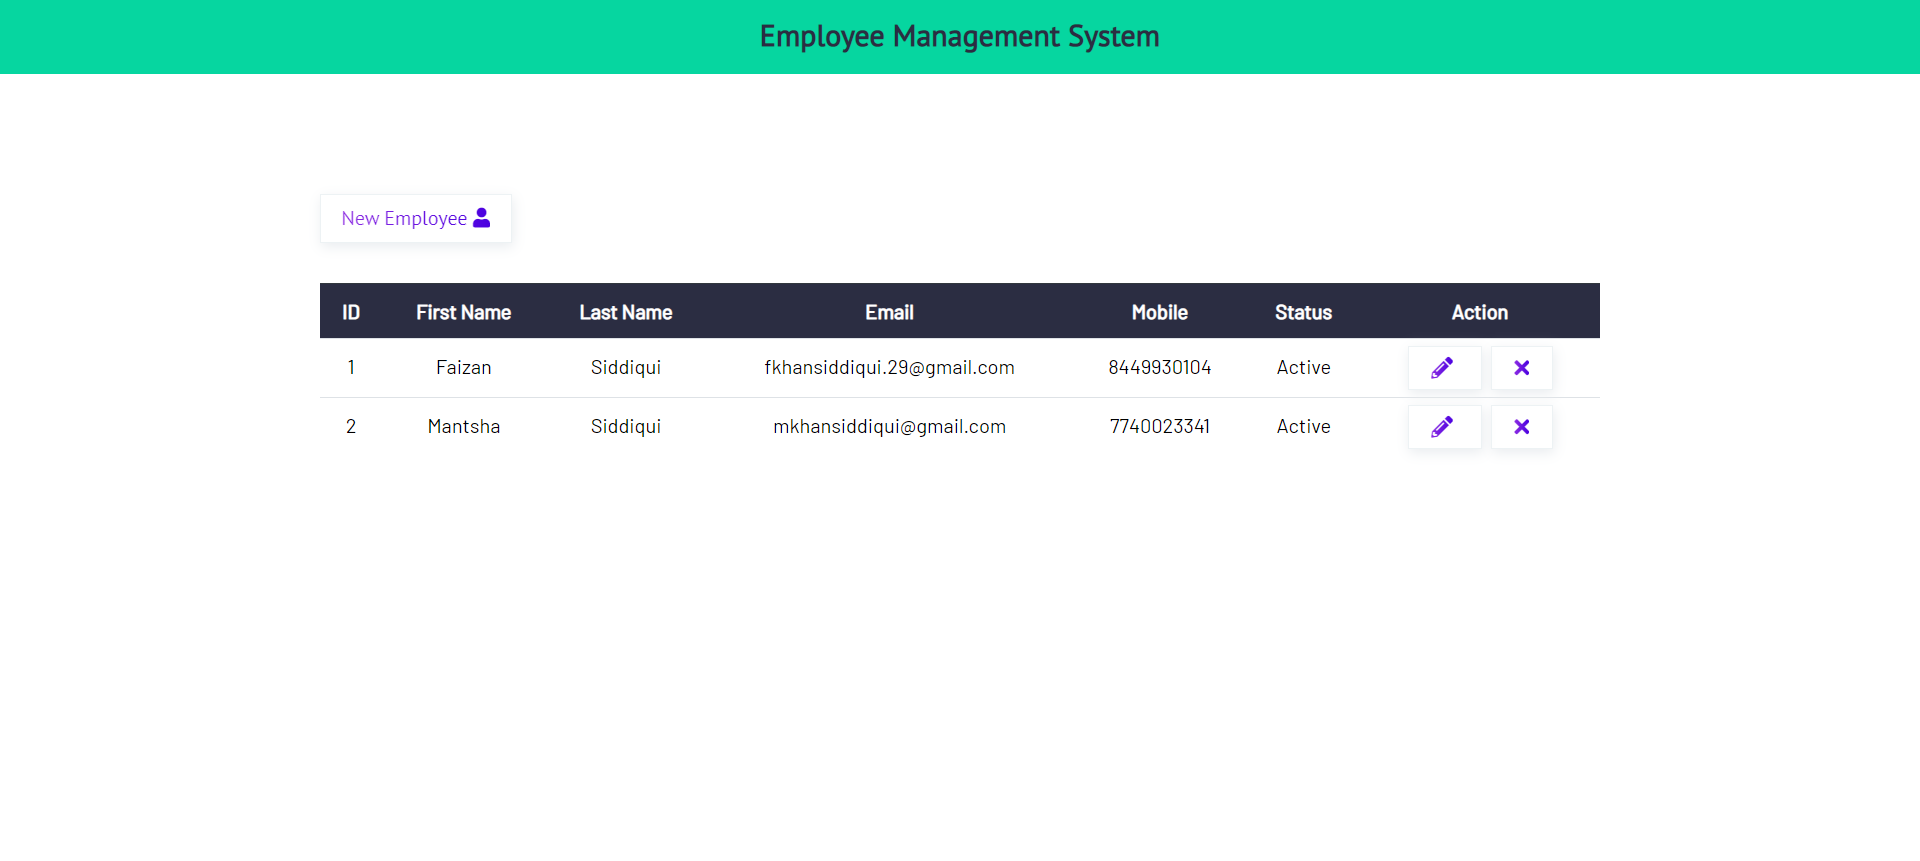 Employee Management System
New Employee
ID First Name Last Name Email Mobile Status Action
1 Faizan Siddiqui fkhansiddiqui.29@gmail.com 8449930104 Active
2 Mantsha Siddiqui mkhansiddiqui@gmail.com 7740023341 Active